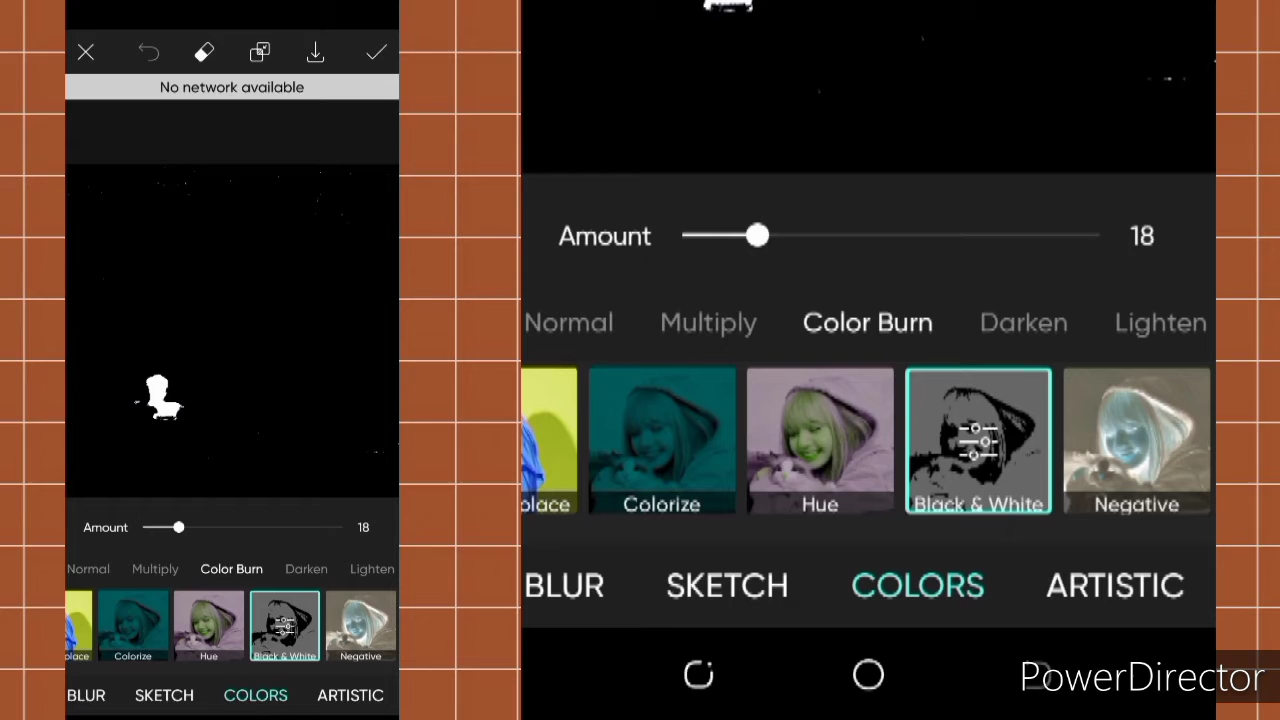 No network available
Amount 18
Normal Multiply Color Burn Darken Lighten
place Colorize Hue Black & White Negative
BLUR SKETCH COLORS ARTISTIC
Amount 18
Normal Multiply Color Burn Darken Lighten
place Colorize Hue Black & White Negative
BLUR SKETCH COLORS ARTISTIC
PowerDirector